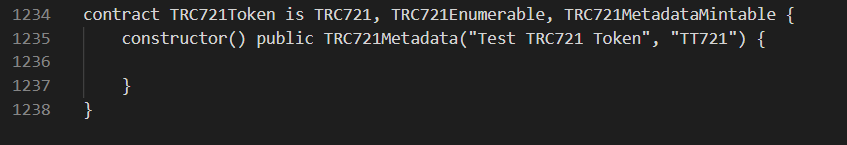 1234 contract TRC721Token is TRC721, TRC721Enumerable, TRC721MetadataMintable {
1235     constructor() public TRC721Metadata("Test TRC721 Token", "TT721") {
1236
1237     }
1238 }